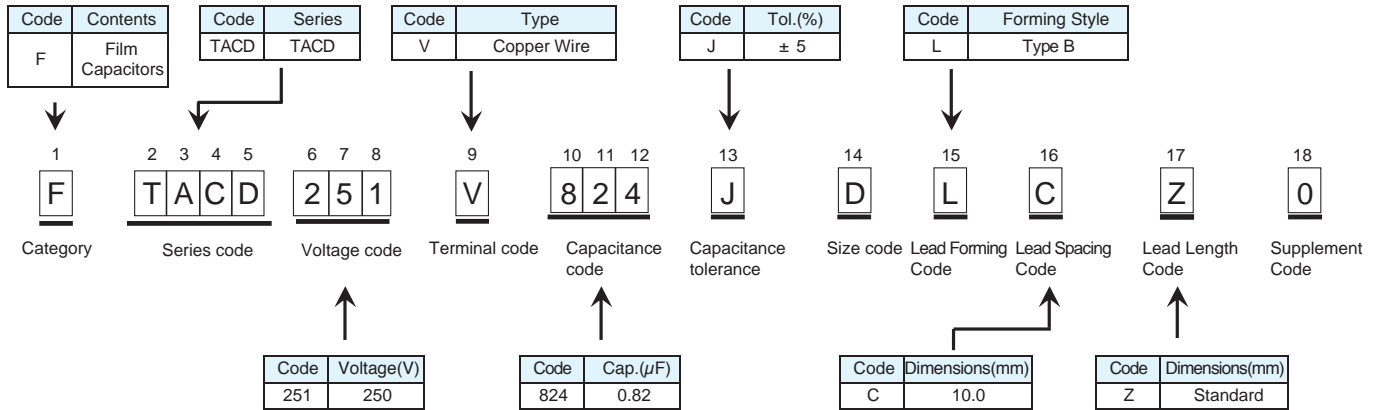 Code Contents
F Film Capacitors
Code Series
TACD TACD
Code Type
V Copper Wire
Code Tol.(%)
J ± 5
Code Forming Style
L Type B
1 2 3 4 5 6 7 8 9 10 11 12 13 14 15 16 17 18
F T A C D 2 5 1 V 8 2 4 J D L C Z 0
Category
Series code
Voltage code
Terminal code
Capacitance
code
Capacitance
tolerance
Size code
Lead Forming
Code
Lead Spacing
Code
Lead Length
Code
Supplement
Code
Code Voltage(V)
251 250
Code Cap.(μF)
824 0.82
Code Dimensions(mm)
C 10.0
Code Dimensions(mm)
Z Standard